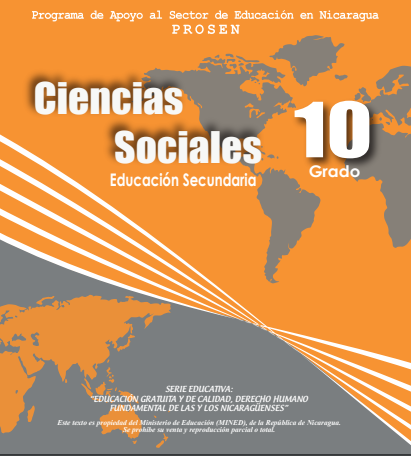 Programa de Apoyo al Sector de Educación en Nicaragua
PROSEN
Ciencias
Sociales
Educación Secundaria
10
Grado
SERIE EDUCATIVA:
"EDUCACIÓN GRATUITA Y DE CALIDAD, DERECHO HUMANO
FUNDAMENTAL DE LAS Y LOS NICARAGÜENSES"
Este texto es propiedad del Ministerio de Educación (MINED), de la República de Nicaragua.
Se prohíbe su venta y reproducción parcial o total.